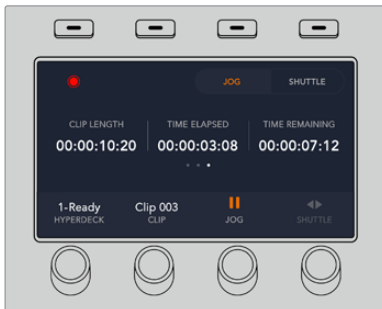 JOG SHUTTLE
CLIP LENGTH TIME ELAPSED TIME REMAINING
00:00:10:20 00:00:03:08 00:00:07:12
1-Ready Clip 003
HYPERDECK CLIP JOG SHUTTLE